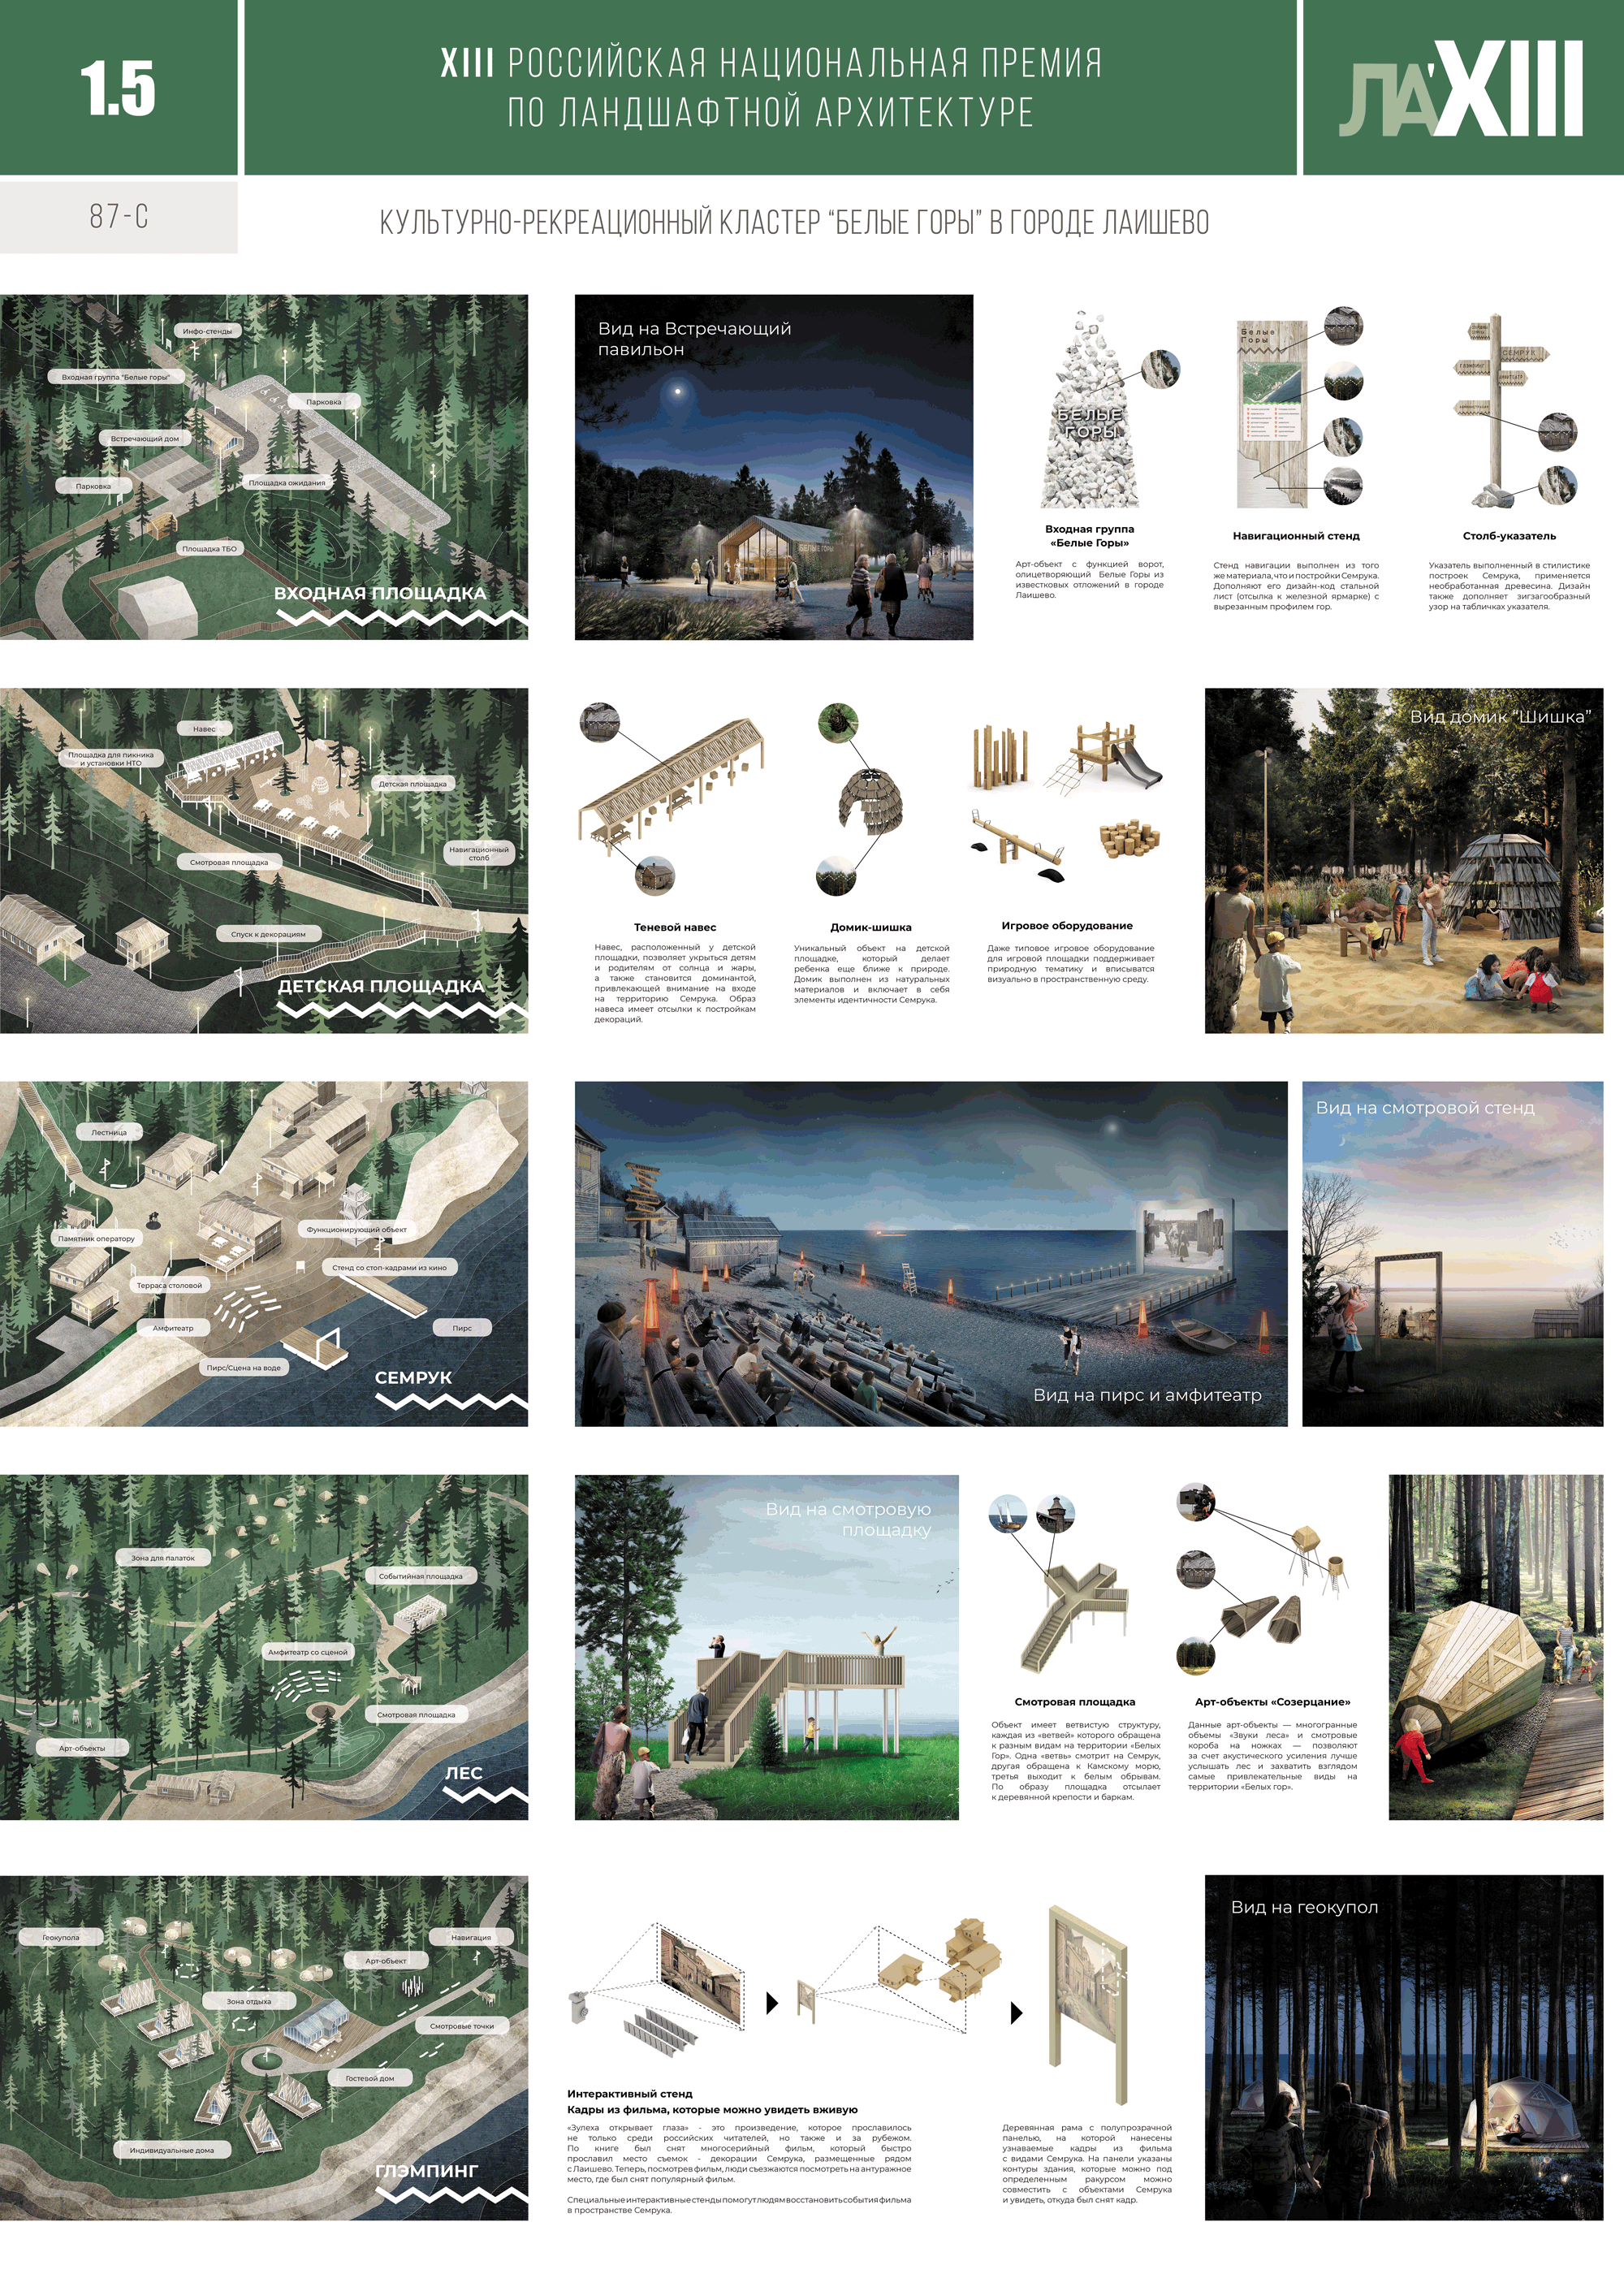 1.5
XIII РОССИЙСКАЯ НАЦИОНАЛЬНАЯ ПРЕМИЯ
ПО ЛАНДШАФТНОЙ АРХИТЕКТУРЕ
ЛА'XIII
87-С
КУЛЬТУРНО-РЕКРЕАЦИОННЫЙ КЛАСТЕР “БЕЛЫЕ ГОРЫ” В ГОРОДЕ ЛАИШЕВО
Инфо-стенды
Входная группа "Белые горы"
Парковка
Встречающий дом
Площадка ожидания
Парковка
Площадка ТБО
ВХОДНАЯ ПЛОЩАДКА
Вид на Встречающий
павильон
БЕЛЫЕ ГОРЫ
БЕЛЫЕ
ГОРЫ
Входная группа
«Белые Горы»
Арт-объект с функцией ворот,
олицетворяющий Белые Горы из
известковых отложений в городе
Лаишево.
Белые
Горы
Навигационный стенд
Стенд навигации выполнен из того
же материала, что и постройки Семрука.
Дополняют его дизайн-код стальной
лист (отсылка к железной ярмарке) с
вырезанным профилем гор.
СЕМРУК
Столб-указатель
Указатель выполненный в стилистике
построек Семрука, применяется
необработанная древесина. Дизайн
также дополняет зигзагообразный
узор на табличках указателя.
Навес
Площадка для пикника
и установки НТО
Детская площадка
Навигационный
столб
Смотровая площадка
Спуск к декорациям
ДЕТСКАЯ ПЛОЩАДКА
Теневой навес
Навес, расположенный у детской
площадки, позволяет укрыться детям
и родителям от солнца и жары,
а также становится доминантой,
привлекающей внимание на входе
на территорию Семрука. Образ
навеса имеет отсылки к постройкам
декораций.
Домик-шишка
Уникальный объект на детской
площадке, который делает
ребенка еще ближе к природе.
Домик выполнен из натуральных
материалов и включает в себя
элементы идентичности Семрука.
Игровое оборудование
Даже типовое игровое оборудование
для игровой площадки поддерживает
природную тематику и вписатся
визуально в пространственную среду.
Вид домик “Шишка”
Лестница
Памятник оператору
Функционирующий объект
Стенд со стоп-кадрами из кино
Терраса столовой
Амфитеатр
Пирс
Пирс/Сцена на воде
СЕМРУК
Вид на пирс и амфитеатр
Вид на смотровой стенд
Зона для палаток
Событийная площадка
Амфитеатр со сценой
Смотровая площадка
Арт-объекты
ЛЕС
Вид на смотровую
площадку
Смотровая площадка
Объект имеет ветвистую структуру,
каждая из «ветвей» которого обращена
к разным видам на территории «Белых
Гор». Одна «ветвь» смотрит на Семрук,
другая обращена к Камскому морю,
третья выходит к белым обрывам.
По образу площадка отсылает
к деревянной крепости и баркам.
Арт-объекты «Созерцание»
Данные арт-объекты — многогранные
объемы «Звуки леса» и смотровые
короба на ножках — позволяют
за счет акустического усиления лучше
услышать лес и захватить взглядом
самые привлекательные виды на
территории «Белых гор».
Геокупола
Навигация
Арт-объект
Зона отдыха
Смотровые точки
Гостевой дом
Индивидуальные дома
ГЛЭМПИНГ
Интерактивный стенд
Кадры из фильма, которые можно увидеть вживую
«Зулеха открывает глаза» - это произведение, которое прославилось
не только среди российских читателей, но также и за рубежом.
По книге был снят многосерийный фильм, который быстро
прославил место съемок - декорации Семрука, размещенные рядом
с Лаишево. Теперь, посмотрев фильм, люди съезжаются посмотреть на антуражное
место, где был снят популярный фильм.
Специальные интерактивные стенды помогут людям восстановить события фильма
в пространстве Семрука.
Деревянная рама с полупрозрачной
панелью, на которой нанесены
узнаваемые кадры из фильма
с видами Семрука. На панели указаны
контуры здания, которые можно под
определенным ракурсом можно
совместить с объектами Семрука
и увидеть, откуда был снят кадр.
Вид на геокупол